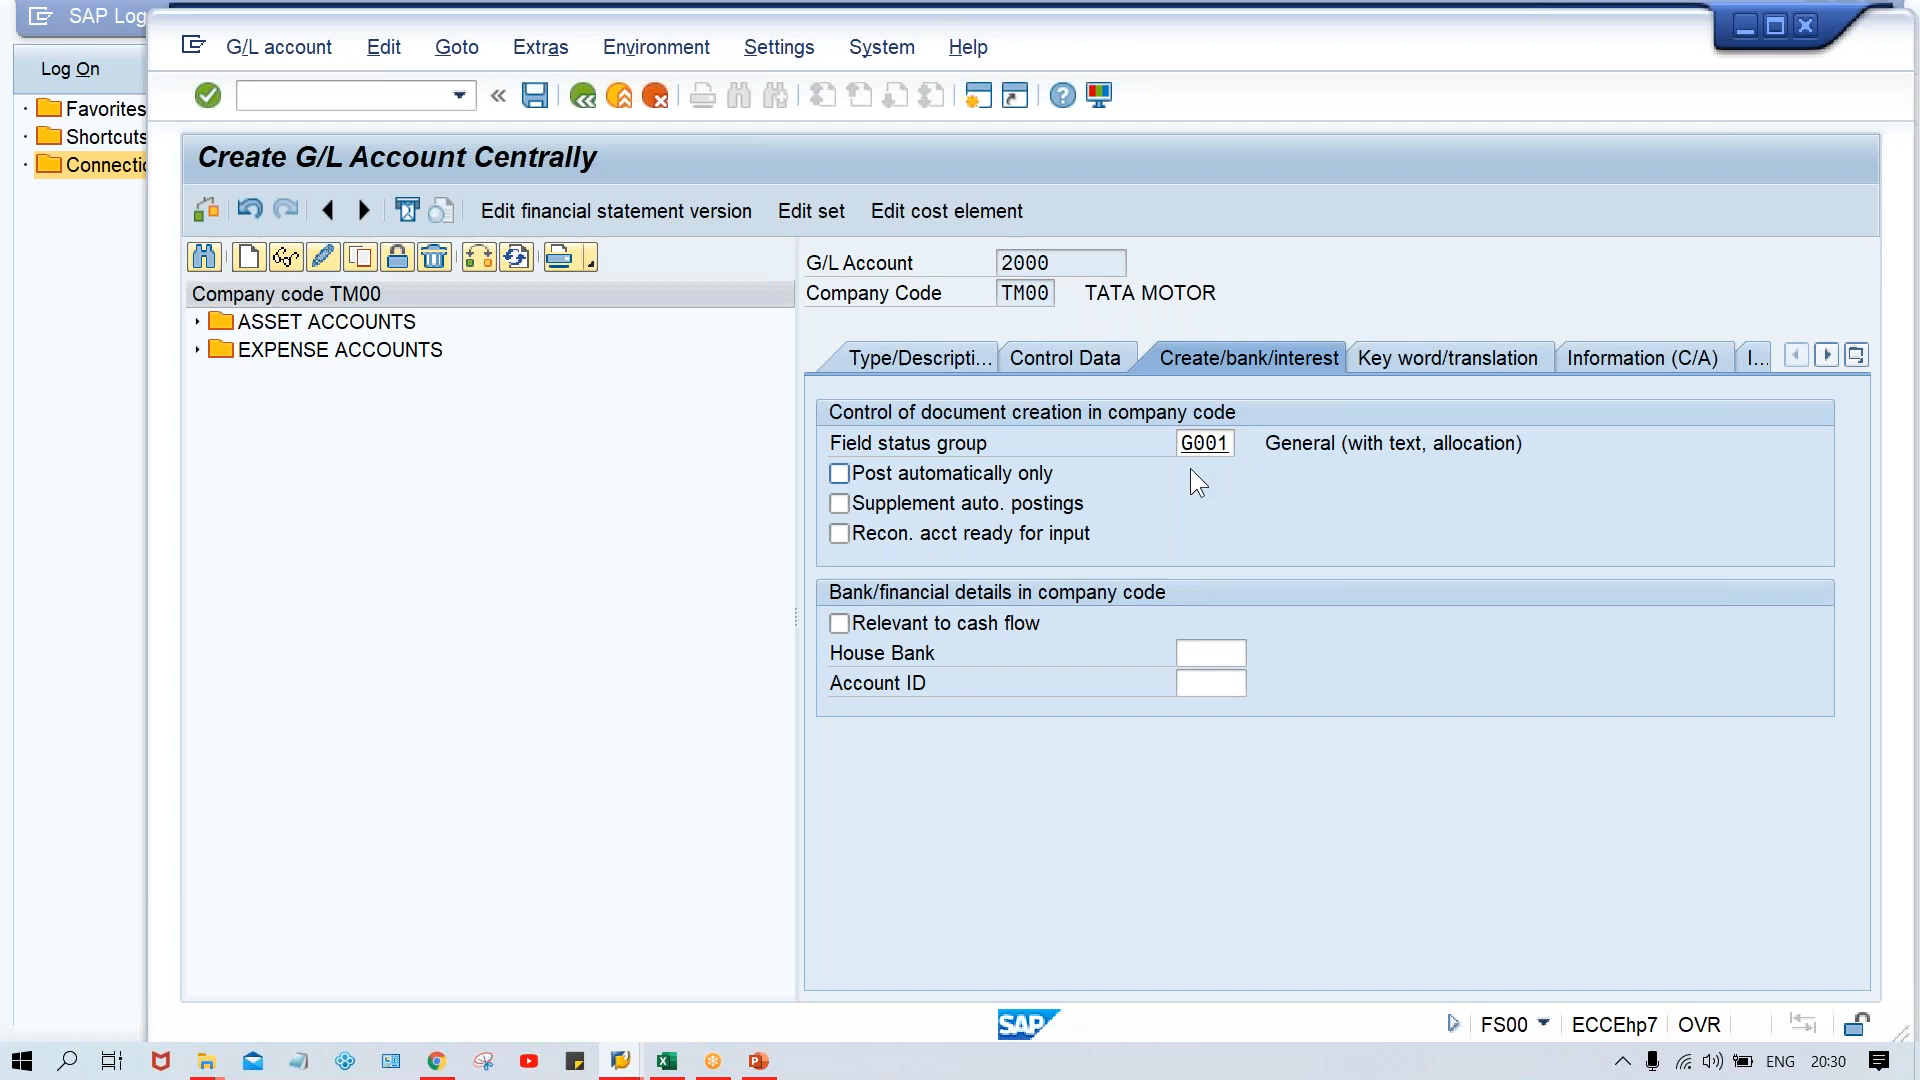 SAP Log
Log On
Favorites
Shortcuts
Connectio
G/L account Edit Goto Extras Environment Settings System Help
Create G/L Account Centrally
Edit financial statement version Edit set Edit cost element
Company code TM00
ASSET ACCOUNTS
EXPENSE ACCOUNTS
G/L Account 2000
Company Code TM00 TATA MOTOR
Type/Descripti... Control Data Create/bank/interest Key word/translation Information (C/A) I...
Control of document creation in company code
Field status group G001 General (with text, allocation)
Post automatically only
Supplement auto. postings
Recon. acct ready for input
Bank/financial details in company code
Relevant to cash flow
House Bank
Account ID
SAP
FS00 ECCEhp7 OVR
ENG 20:30